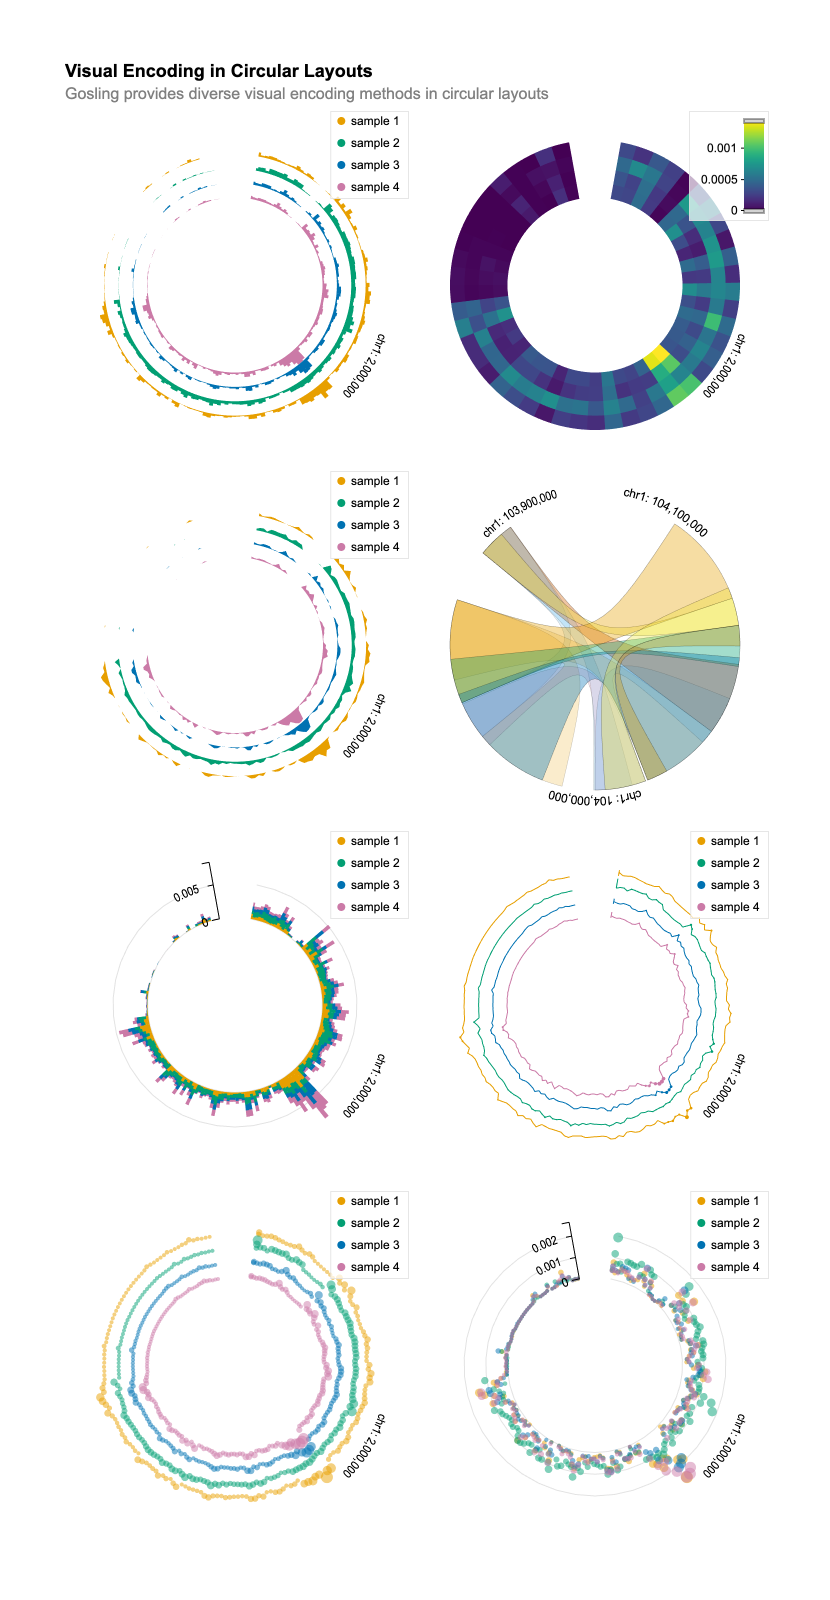 Visual Encoding in Circular Layouts
Gosling provides diverse visual encoding methods in circular layouts
sample 1
sample 2
sample 3
sample 4
chr1: 2,000,000
0.001
0.0005
0
chr1: 2,000,000
sample 1
sample 2
sample 3
sample 4
chr1: 2,000,000
chr1: 103,900,000
chr1: 104,100,000
chr1: 104,000,000
sample 1
sample 2
sample 3
sample 4
0.005
0
chr1: 2,000,000
sample 1
sample 2
sample 3
sample 4
chr1: 2,000,000
sample 1
sample 2
sample 3
sample 4
chr1: 2,000,000
sample 1
sample 2
sample 3
sample 4
0.002
0.001
0
chr1: 2,000,000